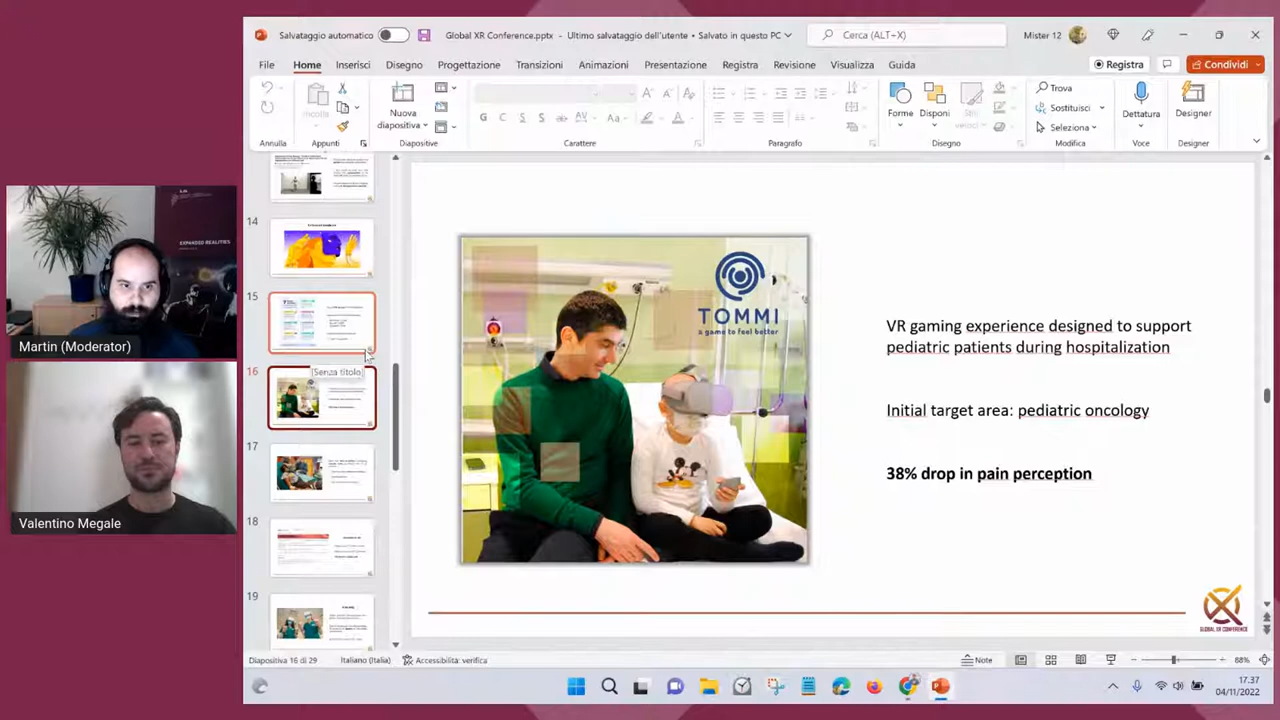 Salvataggio automatico
Global XR Conference.pptx - Ultimo salvataggio dell'utente • Salvato in questo PC
Cerca (ALT+X)
Mister 12
File Home Inserisci Disegno Progettazione Transizioni Animazioni Presentazione Registra Revisione Visualizza Guida
Registra
Condividi
Incolla
Nuova
diapositiva
Forme
Disponi
Stili
veloci
Trova
Sostituisci
Seleziona
Dettatura
Designer
Annulla
Appunti
Carattere
Paragrafo
Disegno
Modifica
Voce
Designer
EXPANDED REALITIES
Martin (Moderator)
Valentino Megale
14
15
16
[Senza titolo]
17
18
19
TOMMI
a game to feel better
VR gaming experience designed to support
pediatric patients during hospitalization
Initial target area: pediatric oncology
38% drop in pain perception
GLOBAL XR CONFERENCE
Diapositiva 16 di 29
Italiano (Italia)
Accessibilità: verifica
Note
88%
17.37
04/11/2022